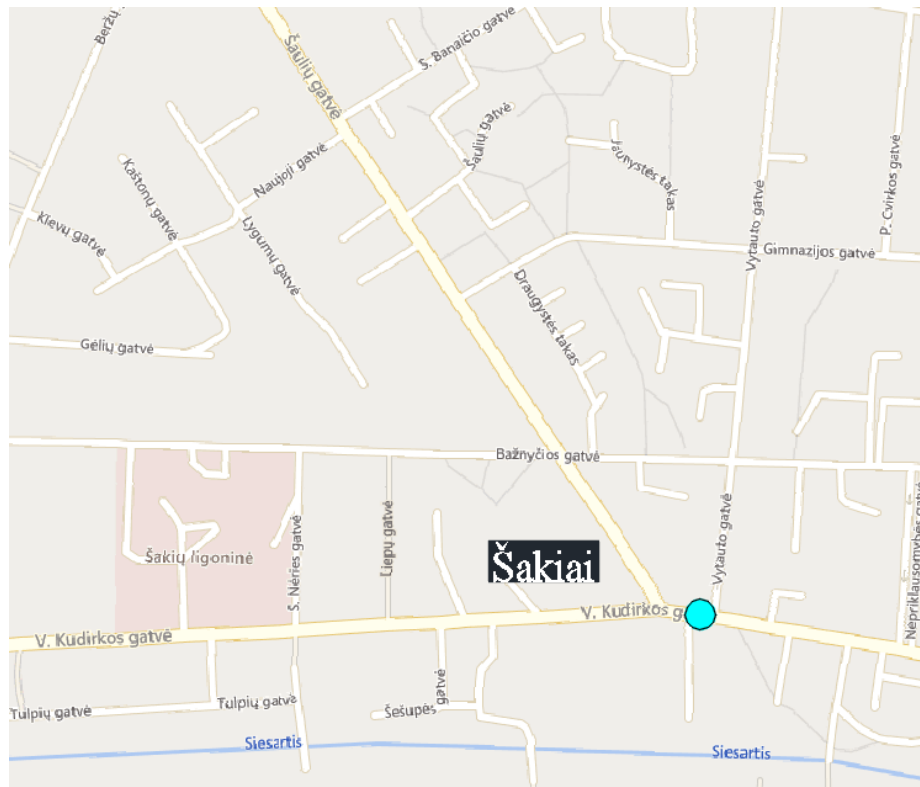 Beržų
Šaulių gatvė
S. Banaičio gatvė
Šaulių gatvė
Jaunystės takas
P. Cvirkos gatvė
Kaštonų gatvė
Naujoji gatvė
Vytauto gatvė
Klevų gatvė
Lygumų gatvė
Gimnazijos gatvė
Draugystės takas
Gėlių gatvė
Bažnyčios gatvė
Liepų gatvė
S. Nėries gatvė
Vytauto gatvė
Nepriklausomybės gatvė
Šakių ligoninė
Šakiai
V. Kudirkos gatvė
V. Kudirkos
Tulpių gatvė
Tulpių gatvė
Šešupės gatvė
Siesartis
Siesartis